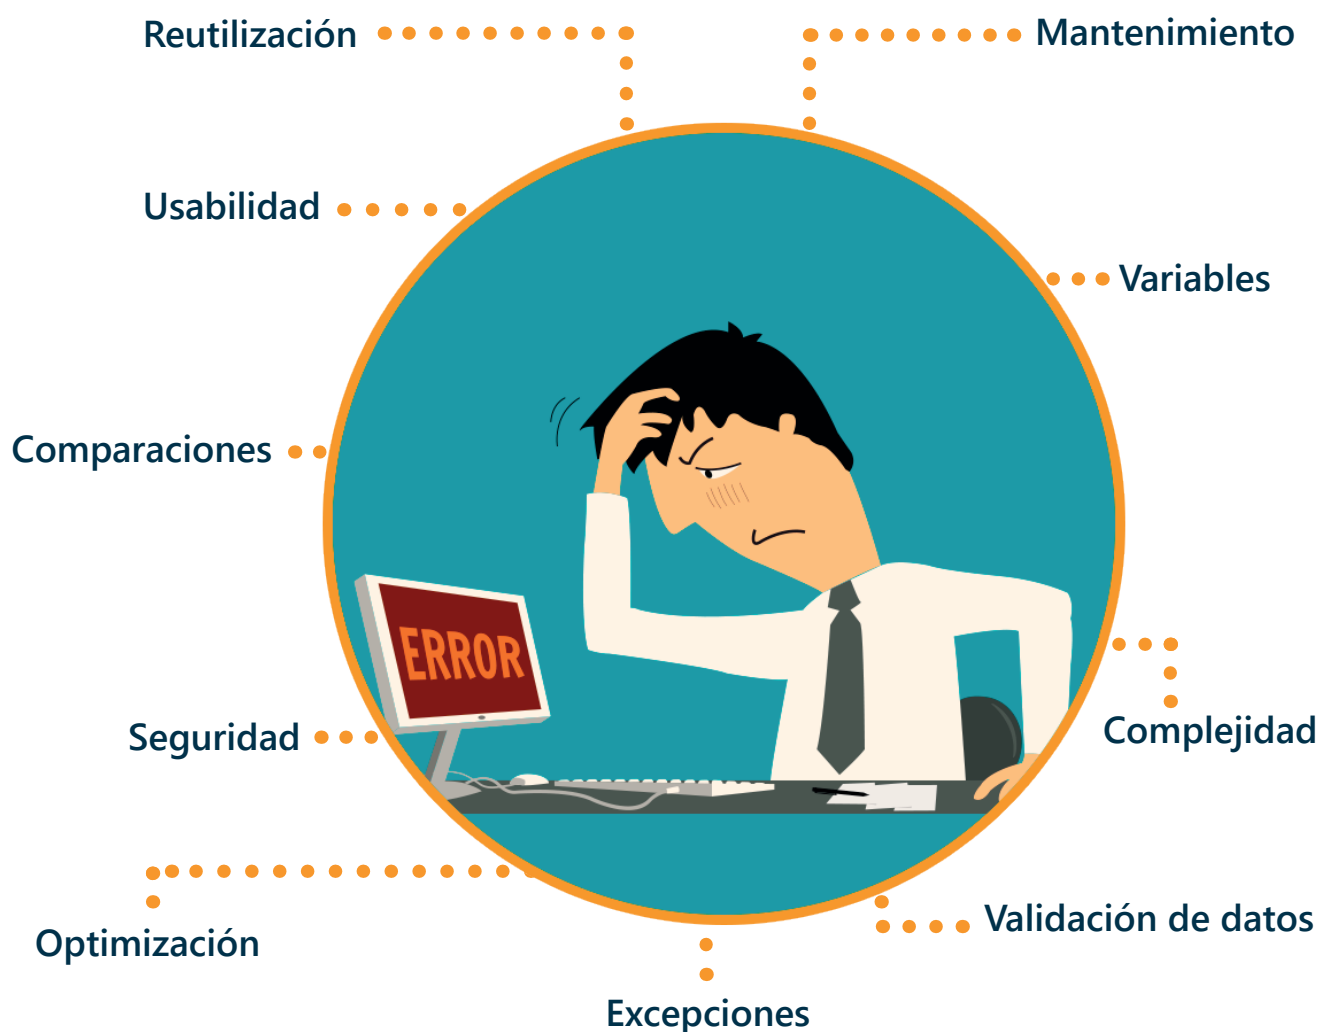 Reutilización
Mantenimiento
Usabilidad
Variables
Comparaciones
ERROR
Seguridad
Complejidad
Optimización
Validación de datos
Excepciones